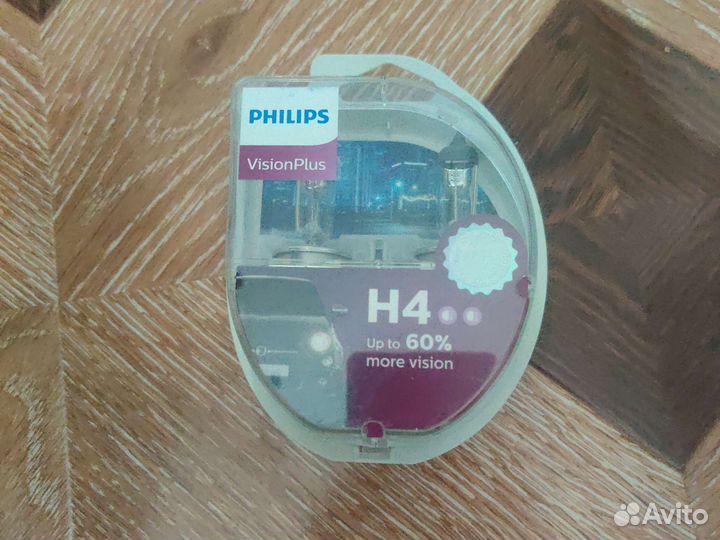 PHILIPS
VisionPlus
H4
Up to 60%
more vision
Avito